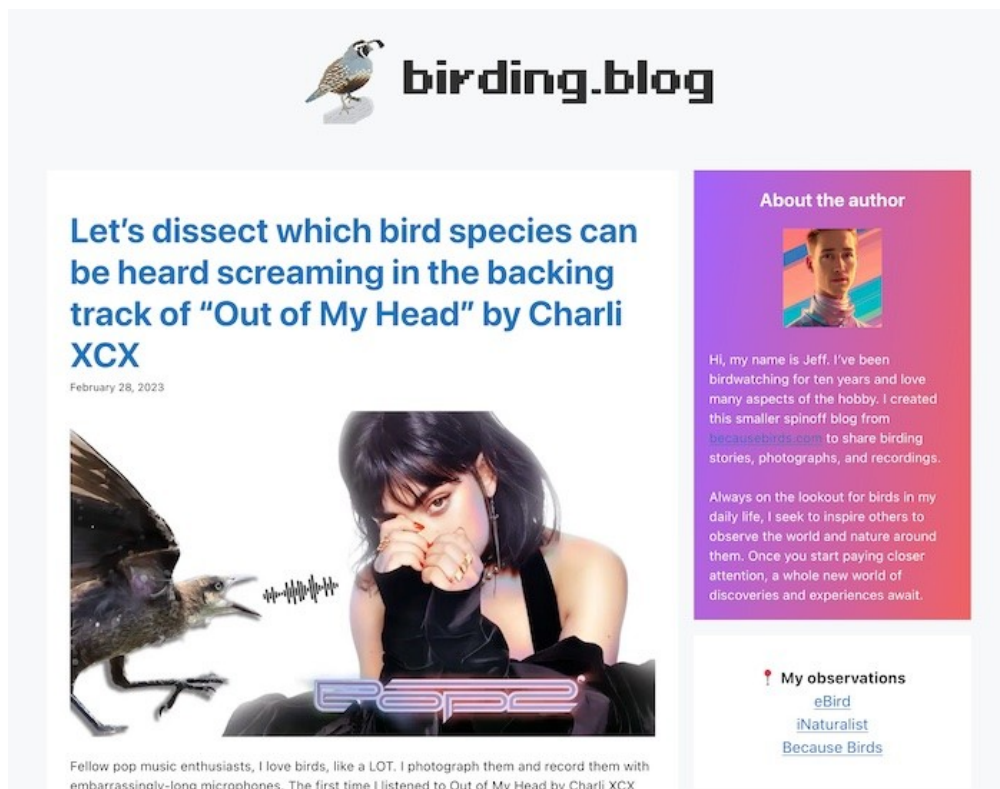 birding.blog
Let’s dissect which bird species can
be heard screaming in the backing
track of “Out of My Head” by Charli
XCX
February 28, 2023
POP2
Fellow pop music enthusiasts, I love birds, like a LOT. I photograph them and record them with
embarrassingly-long microphones. The first time I listened to Out of My Head by Charli XCX
About the author
Hi, my name is Jeff. I’ve been
birdwatching for ten years and love
many aspects of the hobby. I created
this smaller spinoff blog from
becausebirds.com to share birding
stories, photographs, and recordings.
Always on the lookout for birds in my
daily life, I seek to inspire others to
observe the world and nature around
them. Once you start paying closer
attention, a whole new world of
discoveries and experiences await.
My observations
eBird
iNaturalist
Because Birds